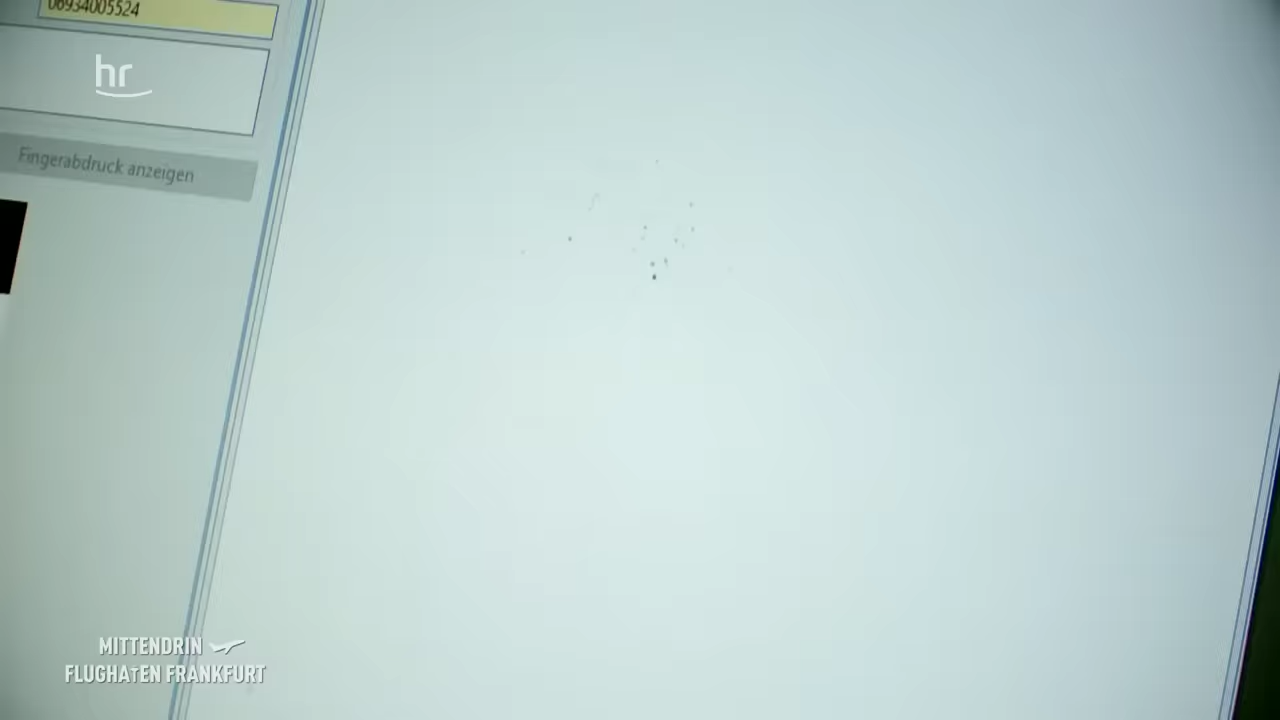 06934005524
hr
Fingerabdruck anzeigen
MITTENDRIN
FLUGHAFEN FRANKFURT